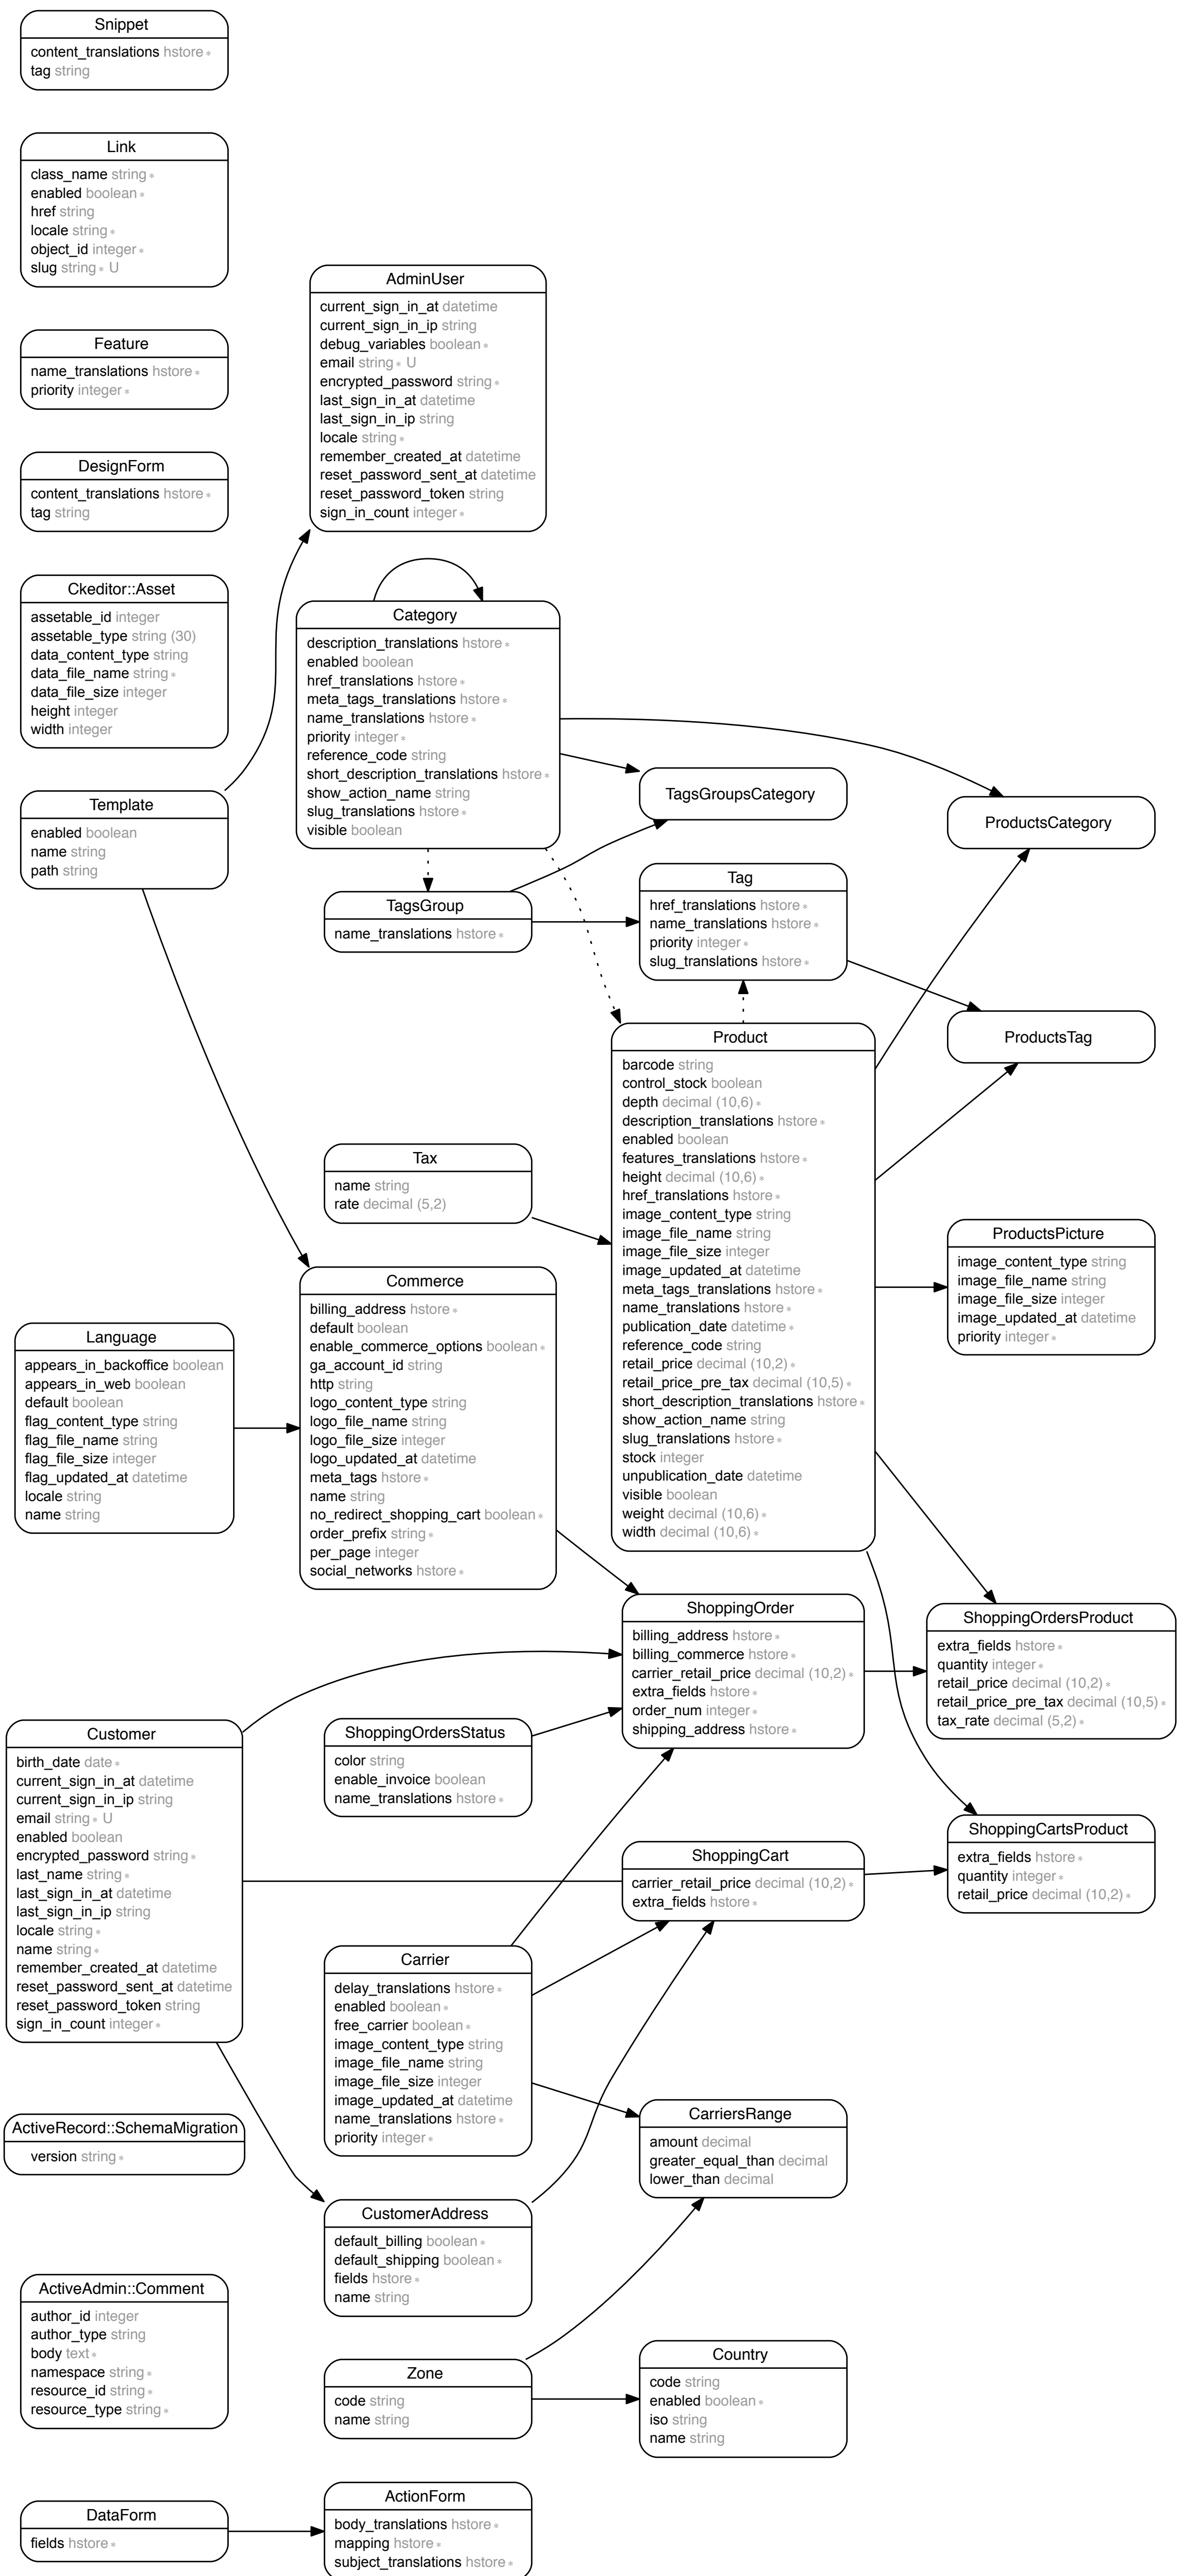 Snippet
content_translations hstore *
tag string
Link
class_name string *
enabled boolean *
href string
locale string *
object_id integer *
slug string * U
AdminUser
current_sign_in_at datetime
current_sign_in_ip string
debug_variables boolean *
email string * U
encrypted_password string *
last_sign_in_at datetime
last_sign_in_ip string
locale string *
remember_created_at datetime
reset_password_sent_at datetime
reset_password_token string
sign_in_count integer *
Feature
name_translations hstore *
priority integer *
DesignForm
content_translations hstore *
tag string
Ckeditor::Asset
assetable_id integer
assetable_type string (30)
data_content_type string
data_file_name string *
data_file_size integer
height integer
width integer
Category
description_translations hstore *
enabled boolean
href_translations hstore *
meta_tags_translations hstore *
name_translations hstore *
priority integer *
reference_code string
short_description_translations hstore *
show_action_name string
slug_translations hstore *
visible boolean
TagsGroupsCategory
ProductsCategory
Template
enabled boolean
name string
path string
TagsGroup
name_translations hstore *
Tag
href_translations hstore *
name_translations hstore *
priority integer *
slug_translations hstore *
ProductsTag
Product
barcode string
control_stock boolean
depth decimal (10,6) *
description_translations hstore *
enabled boolean
features_translations hstore *
height decimal (10,6) *
href_translations hstore *
image_content_type string
image_file_name string
image_file_size integer
image_updated_at datetime
meta_tags_translations hstore *
name_translations hstore *
publication_date datetime *
reference_code string
retail_price decimal (10,2) *
retail_price_pre_tax decimal (10,5) *
short_description_translations hstore *
show_action_name string
slug_translations hstore *
stock integer
unpublication_date datetime
visible boolean
weight decimal (10,6) *
width decimal (10,6) *
Tax
name string
rate decimal (5,2)
ProductsPicture
image_content_type string
image_file_name string
image_file_size integer
image_updated_at datetime
priority integer *
Commerce
billing_address hstore *
default boolean
enable_commerce_options boolean *
ga_account_id string
http string
logo_content_type string
logo_file_name string
logo_file_size integer
logo_updated_at datetime
meta_tags hstore *
name string
no_redirect_shopping_cart boolean *
order_prefix string *
per_page integer
social_networks hstore *
Language
appears_in_backoffice boolean
appears_in_web boolean
default boolean
flag_content_type string
flag_file_name string
flag_file_size integer
flag_updated_at datetime
locale string
name string
ShoppingOrder
billing_address hstore *
billing_commerce hstore *
carrier_retail_price decimal (10,2) *
extra_fields hstore *
order_num integer *
shipping_address hstore *
ShoppingOrdersProduct
extra_fields hstore *
quantity integer *
retail_price decimal (10,2) *
retail_price_pre_tax decimal (10,5) *
tax_rate decimal (5,2) *
Customer
birth_date date *
current_sign_in_at datetime
current_sign_in_ip string
email string * U
enabled boolean
encrypted_password string *
last_name string *
last_sign_in_at datetime
last_sign_in_ip string
locale string *
name string *
remember_created_at datetime
reset_password_sent_at datetime
reset_password_token string
sign_in_count integer *
ShoppingOrdersStatus
color string
enable_invoice boolean
name_translations hstore *
ShoppingCart
carrier_retail_price decimal (10,2) *
extra_fields hstore *
ShoppingCartsProduct
extra_fields hstore *
quantity integer *
retail_price decimal (10,2) *
Carrier
delay_translations hstore *
enabled boolean *
free_carrier boolean *
image_content_type string
image_file_name string
image_file_size integer
image_updated_at datetime
name_translations hstore *
priority integer *
CarriersRange
amount decimal
greater_equal_than decimal
lower_than decimal
ActiveRecord::SchemaMigration
version string *
CustomerAddress
default_billing boolean *
default_shipping boolean *
fields hstore *
name string
ActiveAdmin::Comment
author_id integer
author_type string
body text *
namespace string *
resource_id string *
resource_type string *
Zone
code string
name string
Country
code string
enabled boolean *
iso string
name string
DataForm
fields hstore *
ActionForm
body_translations hstore *
mapping hstore *
subject_translations hstore *